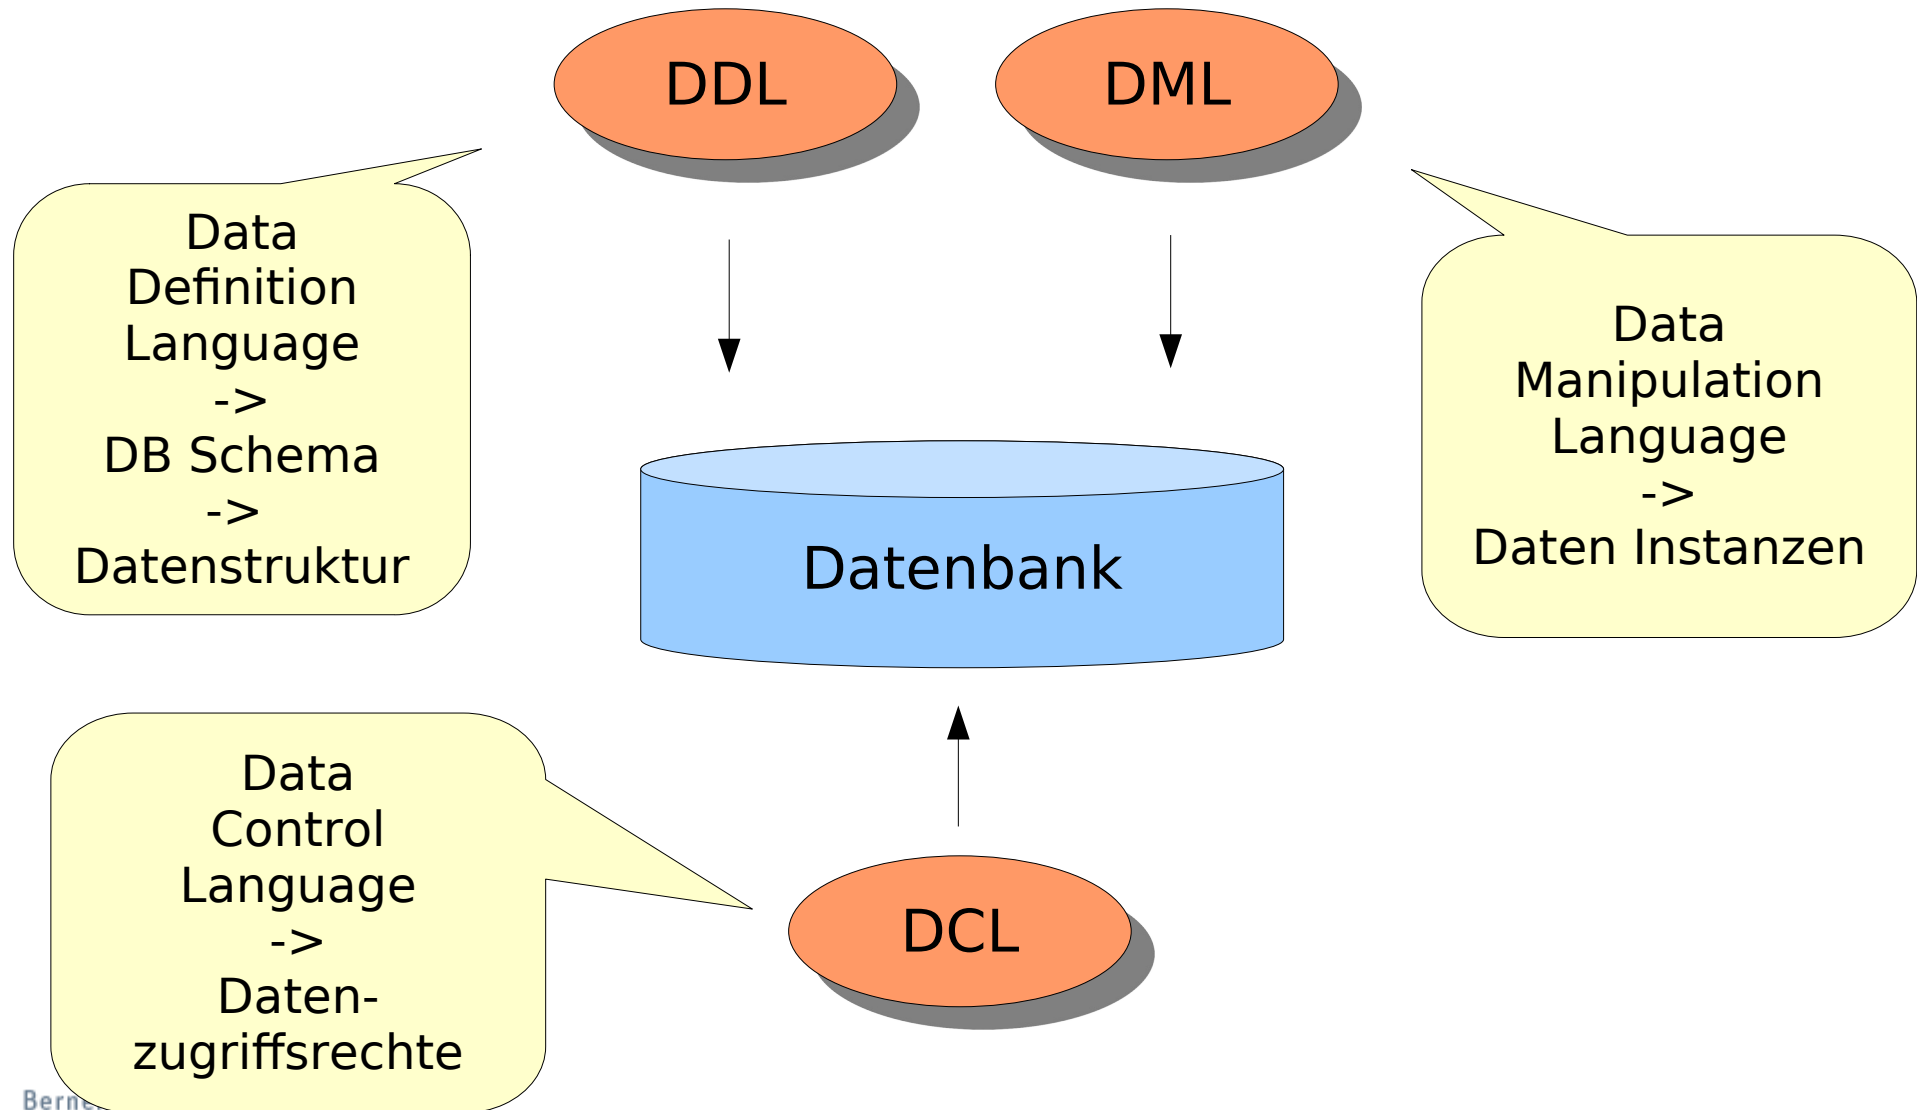 DDL
DML
Data
Definition
Language
->
DB Schema
->
Datenstruktur
Data
Manipulation
Language
->
Daten Instanzen
Datenbank
Data
Control
Language
->
Daten-
zugriffsrechte
DCL